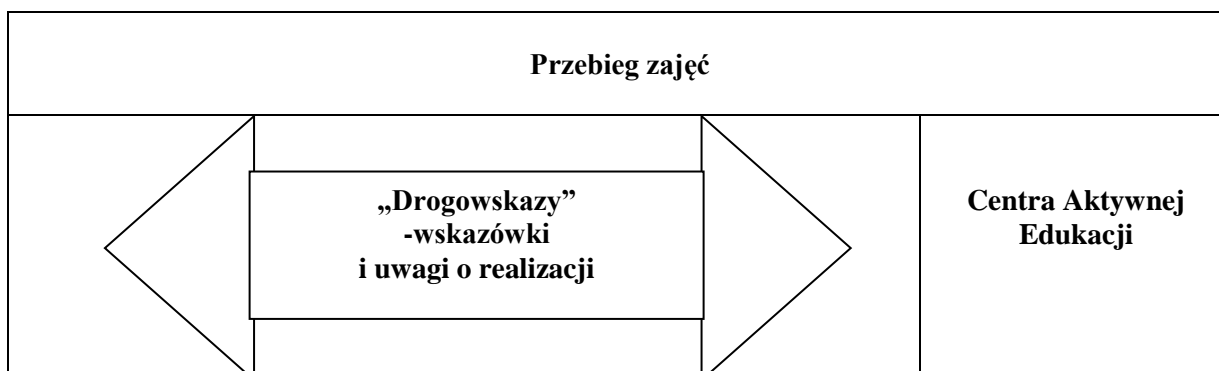 Przebieg zajęć
„Drogowskazy”
-wskazówki
i uwagi o realizacji
Centra Aktywnej
Edukacji